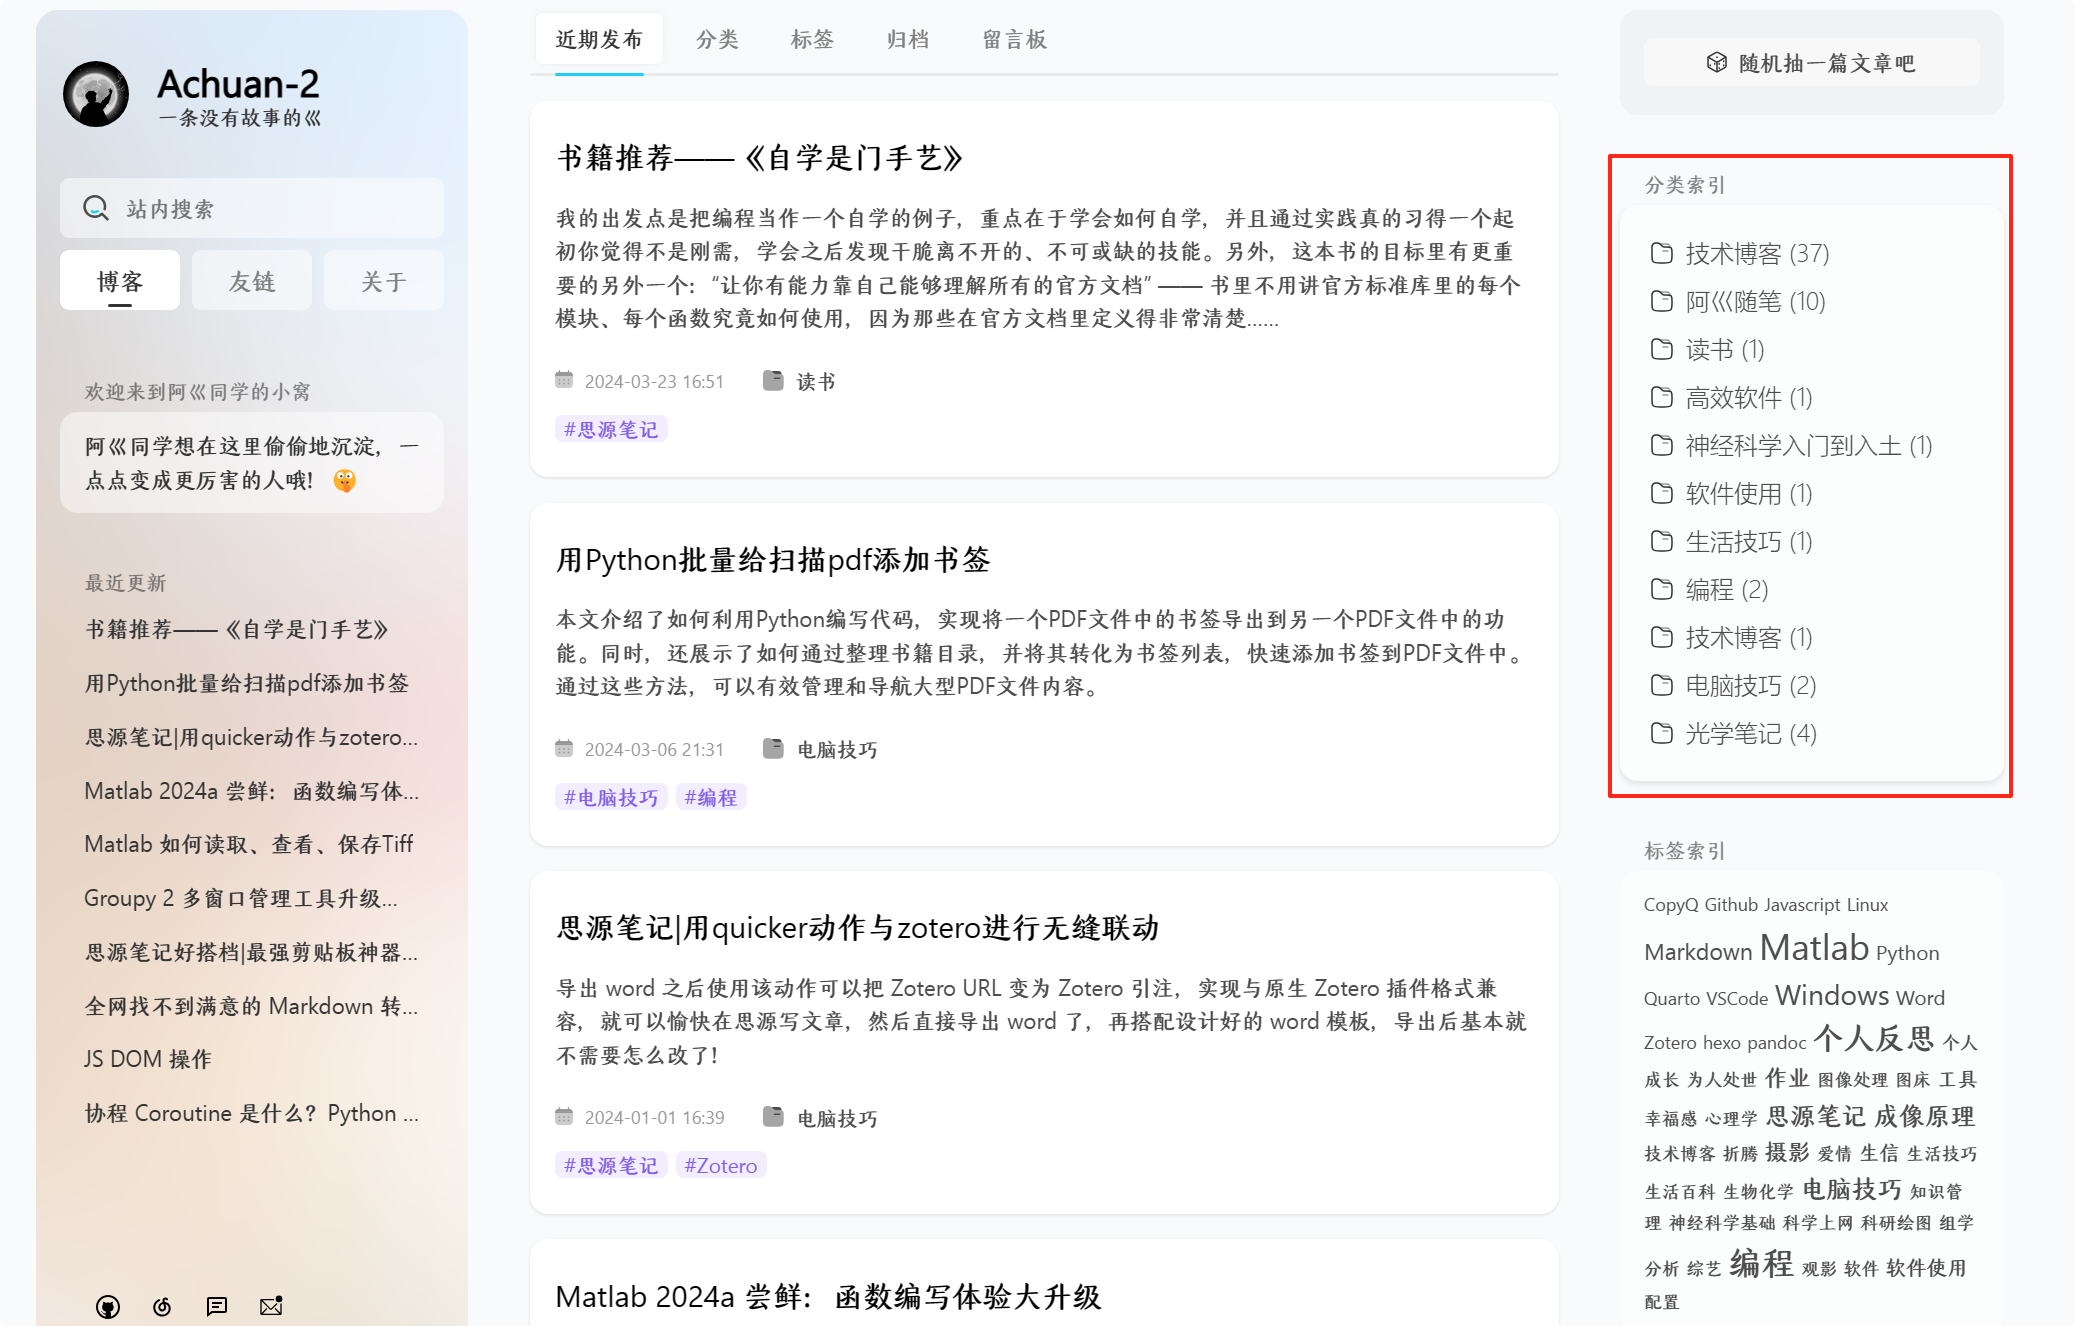 Achuan-2
一条没有故事的巛
站内搜索
博客
友链
关于
欢迎来到阿巛同学的小窝
阿巛同学想在这里偷偷地沉淀，一
点点变成更厉害的人哦！
最近更新
书籍推荐——《自学是门手艺》
用Python批量给扫描pdf添加书签
思源笔记|用quicker动作与zotero...
Matlab 2024a 尝鲜：函数编写体...
Matlab 如何读取、查看、保存Tiff
Groupy 2 多窗口管理工具升级...
思源笔记好搭档|最强剪贴板神器...
全网找不到满意的 Markdown 转...
JS DOM 操作
协程 Coroutine 是什么？Python ...
近期发布
分类
标签
归档
留言板
书籍推荐——《自学是门手艺》
我的出发点是把编程当作一个自学的例子，重点在于学会如何自学，并且通过实践真的习得一个起
初你觉得不是刚需，学会之后发现干脆离不开的、不可或缺的技能。另外，这本书的目标里有更重
要的另外一个：“让你有能力靠自己能够理解所有的官方文档” —— 书里不用讲官方标准库里的每个
模块、每个函数究竟如何使用，因为那些在官方文档里定义得非常清楚……
2024-03-23 16:51
读书
#思源笔记
用Python批量给扫描pdf添加书签
本文介绍了如何利用Python编写代码，实现将一个PDF文件中的书签导出到另一个PDF文件中的功
能。同时，还展示了如何通过整理书籍目录，并将其转化为书签列表，快速添加书签到PDF文件中。
通过这些方法，可以有效管理和导航大型PDF文件内容。
2024-03-06 21:31
电脑技巧
#电脑技巧 #编程
思源笔记|用quicker动作与zotero进行无缝联动
导出 word 之后使用该动作可以把 Zotero URL 变为 Zotero 引注，实现与原生 Zotero 插件格式兼
容，就可以愉快在思源写文章，然后直接导出 word 了，再搭配设计好的 word 模板，导出后基本就
不需要怎么改了！
2024-01-01 16:39
电脑技巧
#思源笔记 #Zotero
Matlab 2024a 尝鲜：函数编写体验大升级
随机抽一篇文章吧
分类索引
技术博客 (37)
阿巛随笔 (10)
读书 (1)
高效软件 (1)
神经科学入门到入土 (1)
软件使用 (1)
生活技巧 (1)
编程 (2)
技术博客 (1)
电脑技巧 (2)
光学笔记 (4)
标签索引
CopyQ Github Javascript Linux
Markdown Matlab Python
Quarto VSCode Windows Word
Zotero hexo pandoc 个人反思 个人
成长 为人处世 作业 图像处理 图床 工具
幸福感 心理学 思源笔记 成像原理
技术博客 折腾 摄影 爱情 生信 生活技巧
生活百科 生物化学 电脑技巧 知识管
理 神经科学基础 科学上网 科研绘图 组学
分析 综艺 编程 观影 软件 软件使用
配置